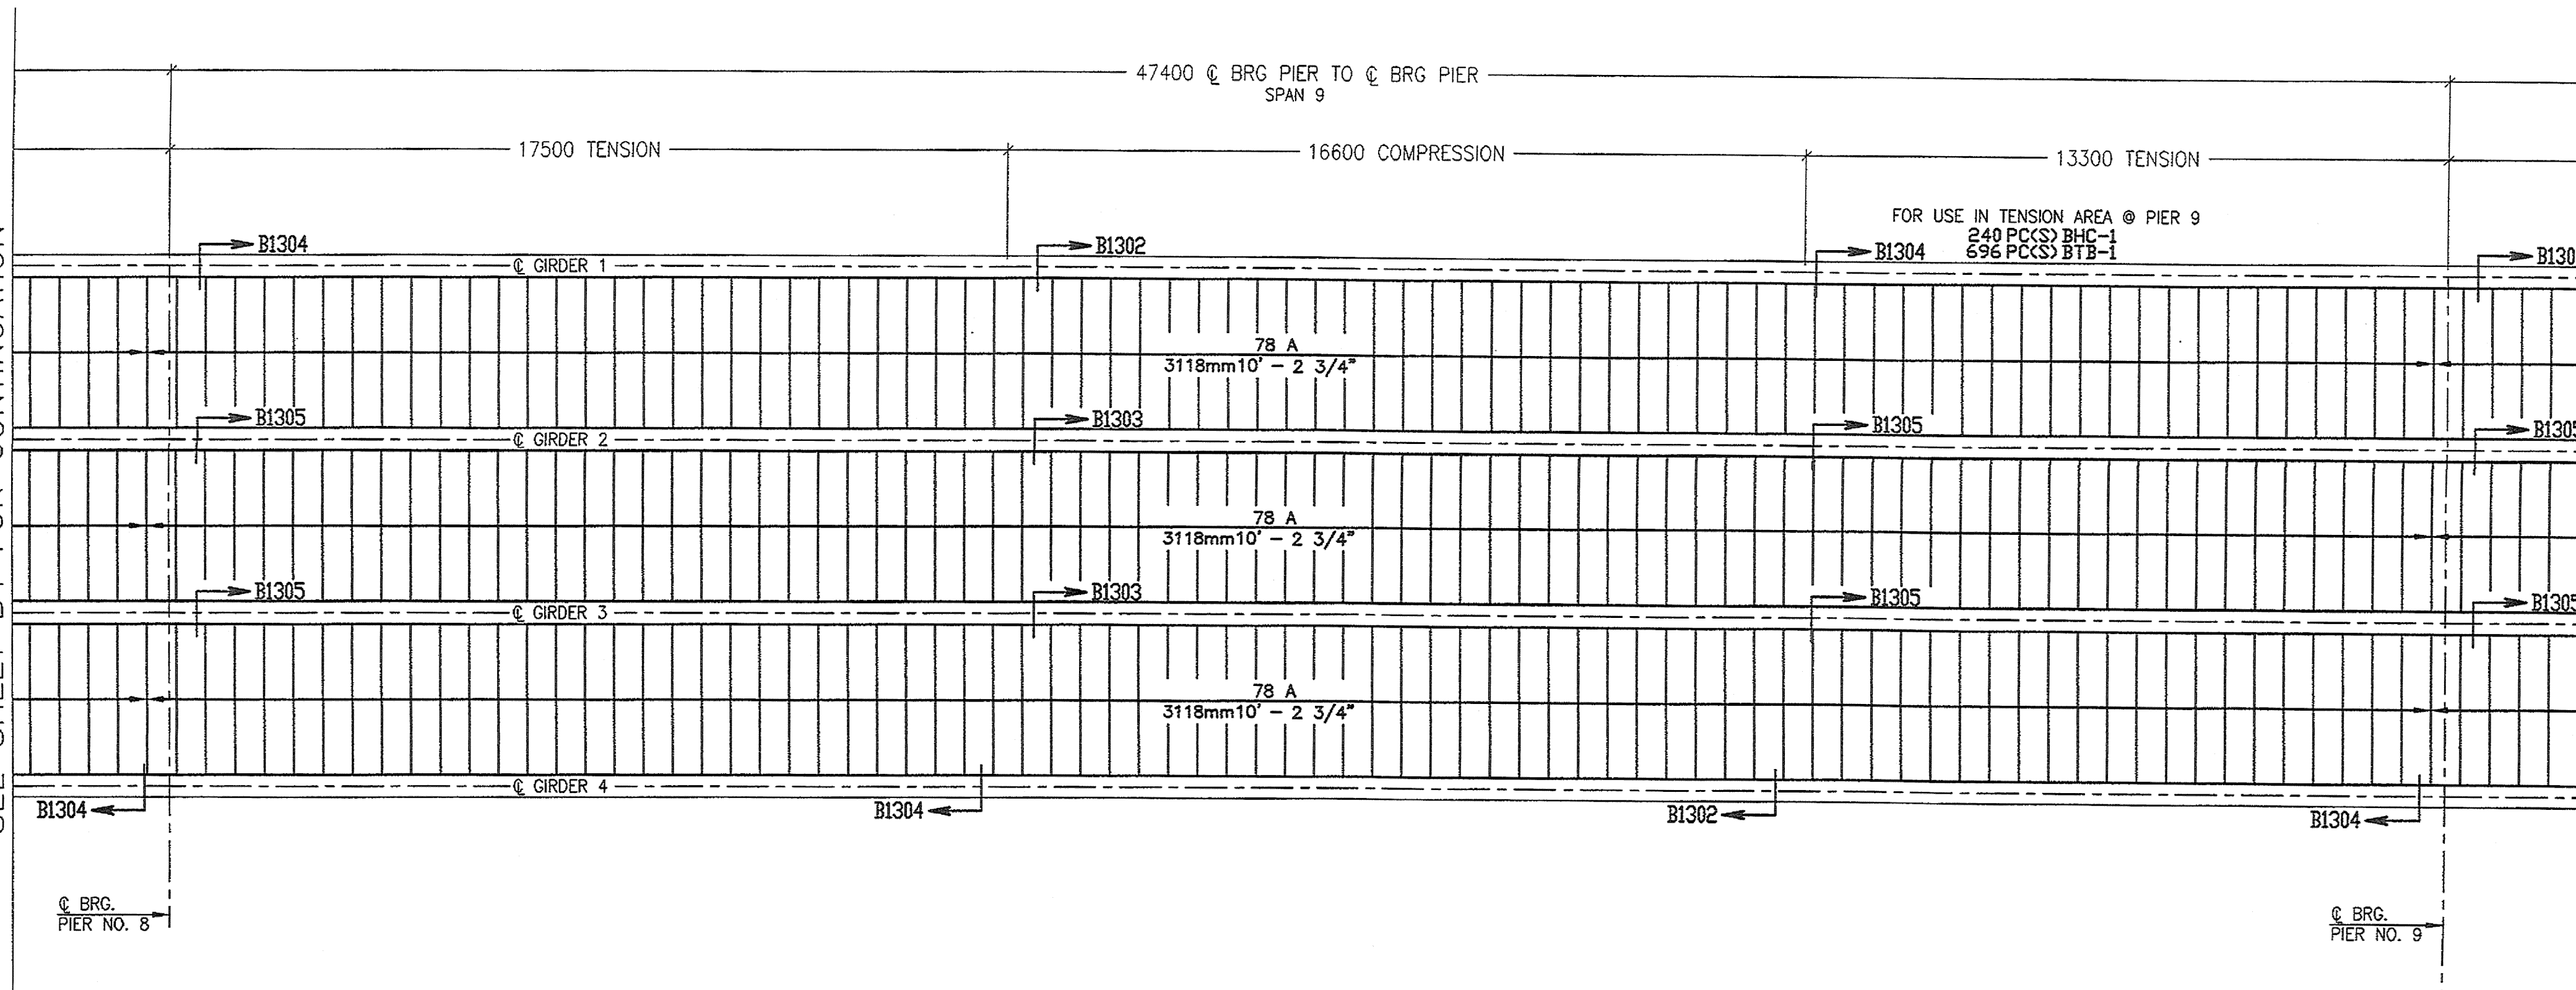 47400 ℄ BRG PIER TO ℄ BRG PIER
SPAN 9
17500 TENSION
16600 COMPRESSION
13300 TENSION
FOR USE IN TENSION AREA @ PIER 9
240 PC(S) BHC-1
696 PC(S) BTB-1
B1304
B1302
B1304
℄ GIRDER 1
78 A
3118mm10' - 2 3/4"
B1305
B1303
B1305
B1305
℄ GIRDER 2
78 A
3118mm10' - 2 3/4"
B1305
B1303
B1305
B1305
℄ GIRDER 3
78 A
3118mm10' - 2 3/4"
℄ GIRDER 4
B1304
B1304
B1302
B1304
℄ BRG.
PIER NO. 8
℄ BRG.
PIER NO. 9